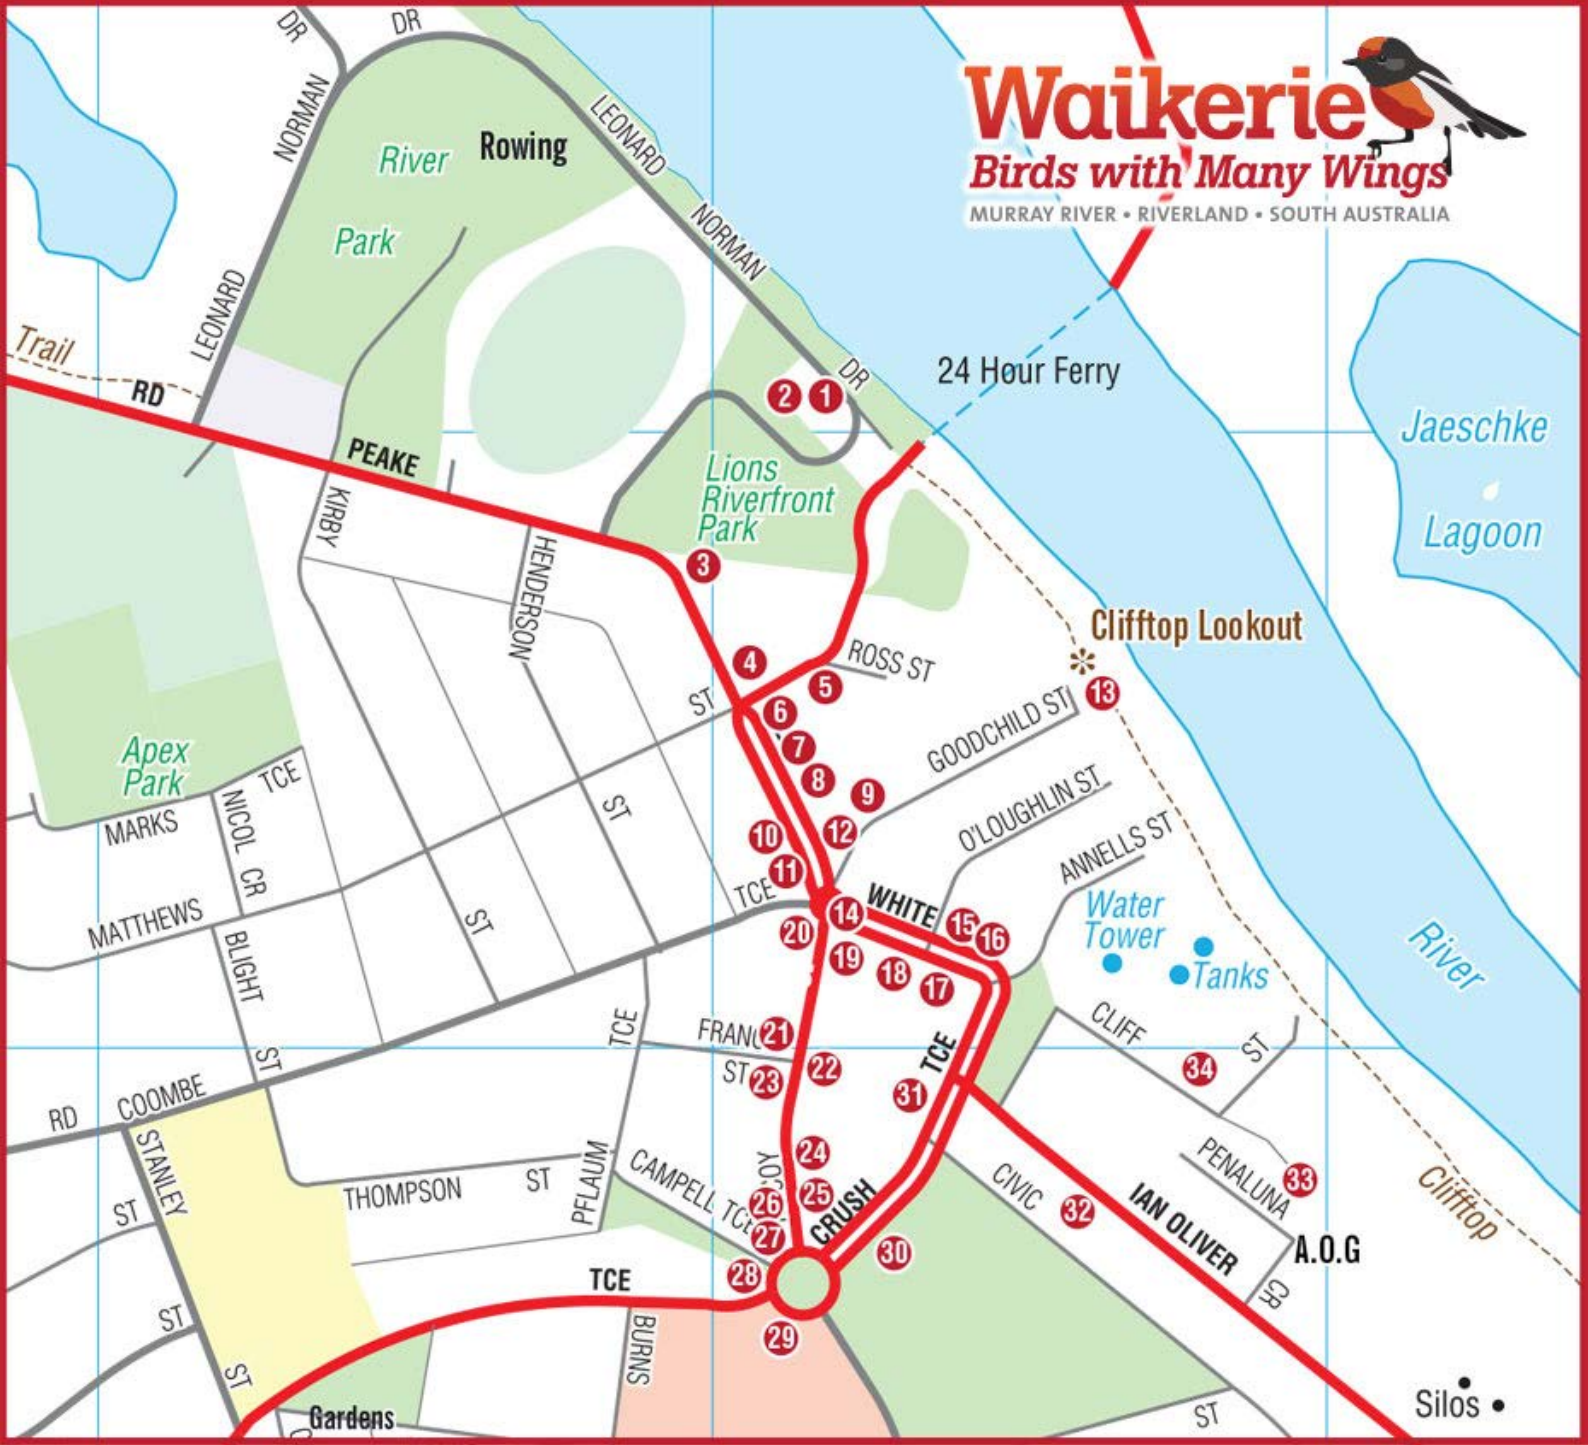 DR
DR
Waikerie
Birds with Many Wings
MURRAY RIVER • RIVERLAND • SOUTH AUSTRALIA
NORMAN
LEONARD
River
Park
Rowing
NORMAN
LEONARD
DR
24 Hour Ferry
Trail
RD
PEAKE
2
1
Jaeschke
Lagoon
Lions
Riverfront
Park
KIRBY
HENDERSON
3
Clifftop Lookout
4
ROSS ST
5
13
ST
6
GOODCHILD ST
7
8
9
Apex
Park
TCE
MARKS
NICOL CR
ST
10
12
O'LOUGHLIN ST
11
ANNELLS ST
TCE
WHITE
14
15
16
Water
Tower
Tanks
MATTHEWS
ST
20
19
18
17
River
BLIGHT
ST
TCE
21
ST
23
22
TCE
31
CLIFF
ST
34
RD
COOMBE
STANLEY
ST
THOMPSON
ST
PFLAUM
CAMPELL TCE
24
25
26
27
CRUSH
30
CIVIC
32
PENALUNA
33
IAN OLIVER
A.O.G
CR
Clifftop
ST
ST
TCE
28
29
BURNS
Gardens
ST
Silos